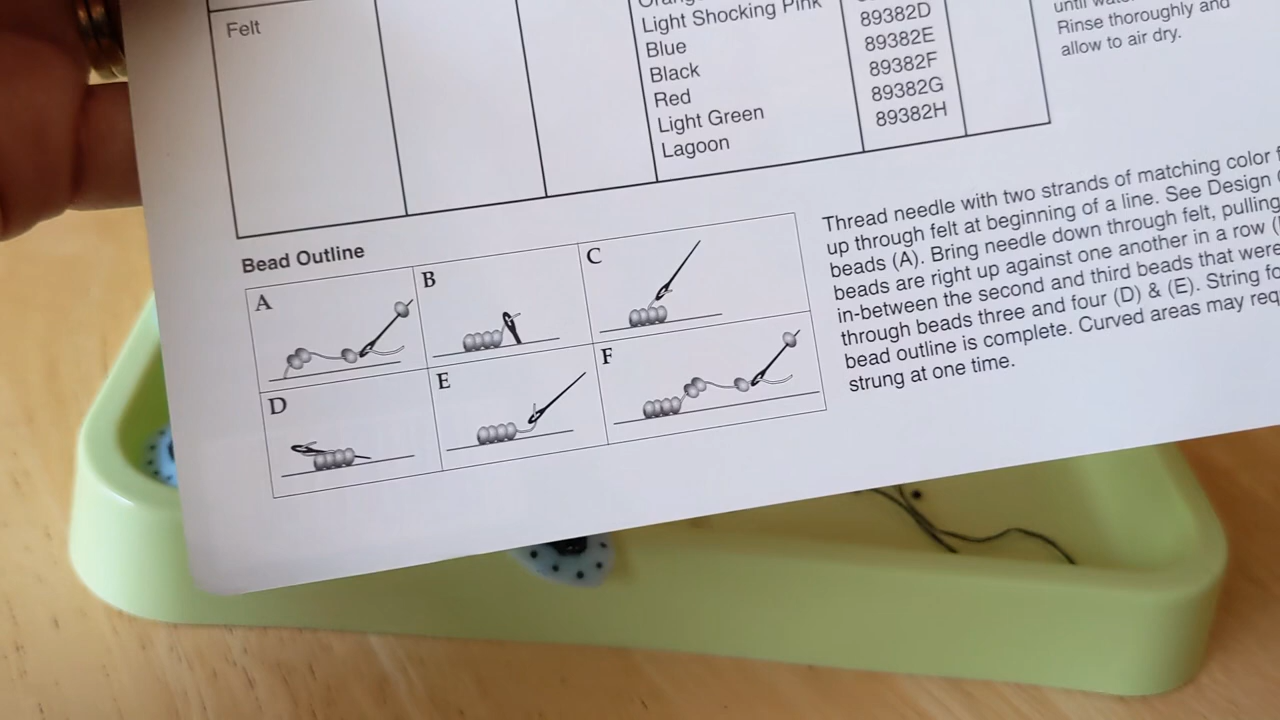 Felt
Light Shocking Pink
Blue
Black
Red
Light Green
Lagoon
89382D
89382E
89382F
89382G
89382H
Rinse thoroughly and
allow to air dry.
Bead Outline
A
B
C
D
E
F
Thread needle with two strands of matching color
up through felt at beginning of a line. See Design
beads (A). Bring needle down through felt, pulling
beads are right up against one another in a row (
in-between the second and third beads that were
through beads three and four (D) & (E). String
bead outline is complete. Curved areas may
strung at one time.